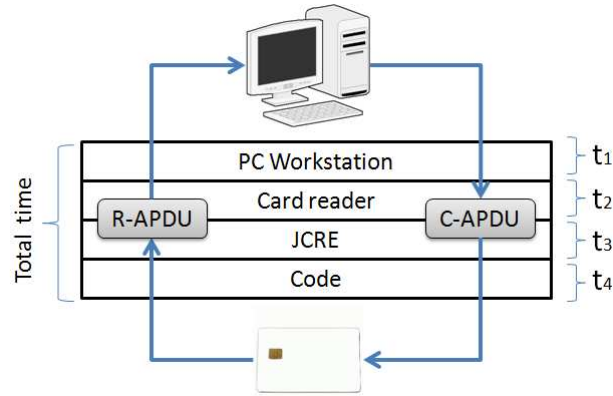 PC Workstation
t1
Card reader
t2
R-APDU
C-APDU
Total time
JCRE
t3
Code
t4